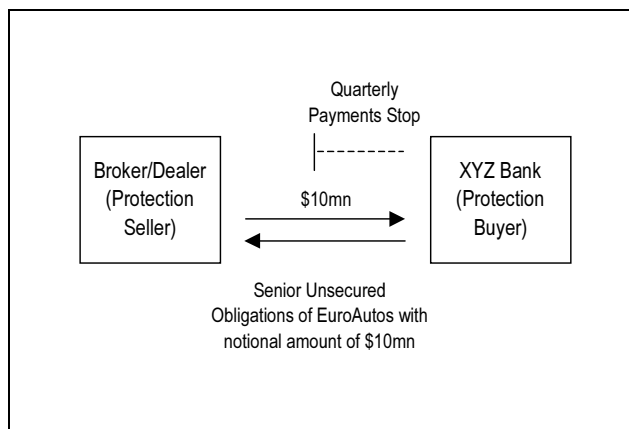 Quarterly
Payments Stop
Broker/Dealer
(Protection
Seller)
$10mn
XYZ Bank
(Protection
Buyer)
Senior Unsecured
Obligations of EuroAutos with
notional amount of $10mn